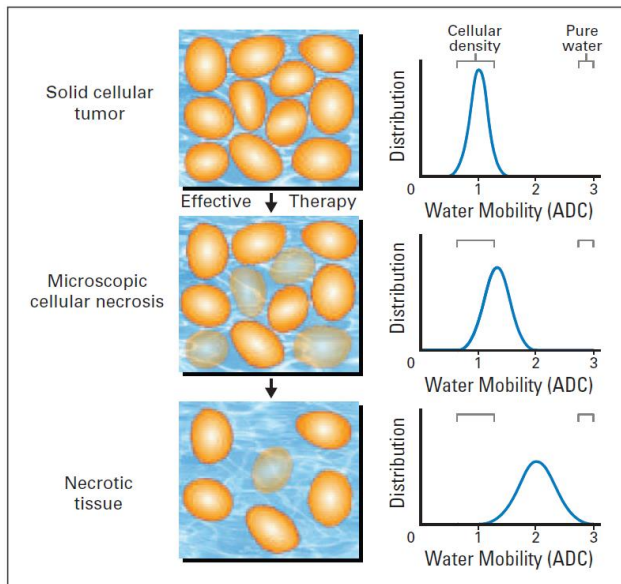 Cellular density
Pure water
Solid cellular tumor
Distribution
0 1 2 3
Water Mobility (ADC)
Effective Therapy
Microscopic cellular necrosis
Distribution
0 1 2 3
Water Mobility (ADC)
Necrotic tissue
Distribution
0 1 2 3
Water Mobility (ADC)